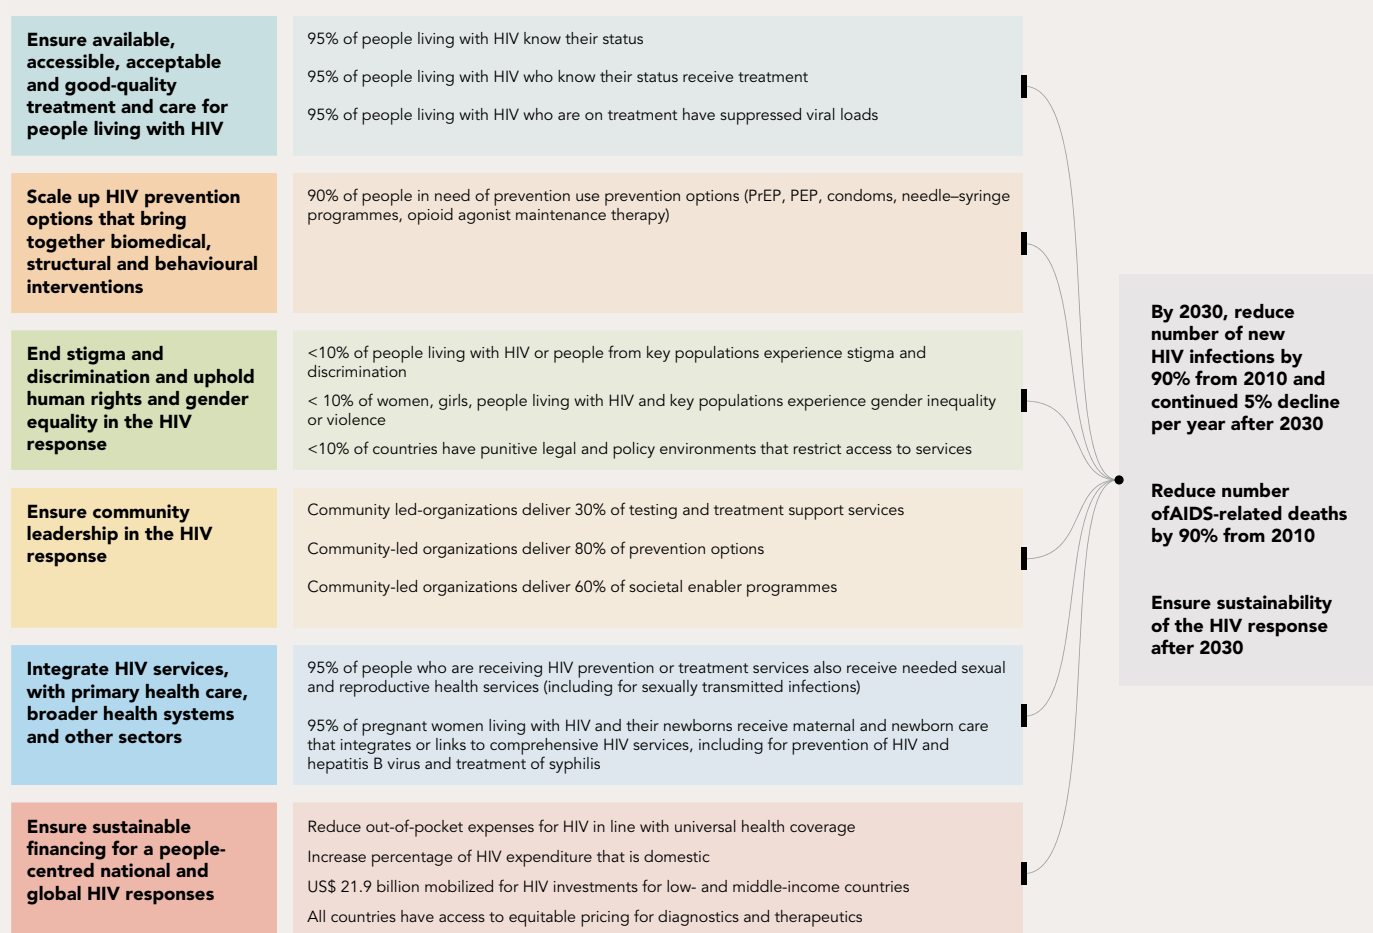 Ensure available,
accessible, acceptable
and good-quality
treatment and care for
people living with HIV
95% of people living with HIV know their status
95% of people living with HIV who know their status receive treatment
95% of people living with HIV who are on treatment have suppressed viral loads
Scale up HIV prevention
options that bring
together biomedical,
structural and behavioural
interventions
90% of people in need of prevention use prevention options (PrEP, PEP, condoms, needle–syringe
programmes, opioid agonist maintenance therapy)
End stigma and
discrimination and uphold
human rights and gender
equality in the HIV
response
<10% of people living with HIV or people from key populations experience stigma and
discrimination
< 10% of women, girls, people living with HIV and key populations experience gender inequality
or violence
<10% of countries have punitive legal and policy environments that restrict access to services
Ensure community
leadership in the HIV
response
Community led-organizations deliver 30% of testing and treatment support services
Community-led organizations deliver 80% of prevention options
Community-led organizations deliver 60% of societal enabler programmes
Integrate HIV services,
with primary health care,
broader health systems
and other sectors
95% of people who are receiving HIV prevention or treatment services also receive needed sexual
and reproductive health services (including for sexually transmitted infections)
95% of pregnant women living with HIV and their newborns receive maternal and newborn care
that integrates or links to comprehensive HIV services, including for prevention of HIV and
hepatitis B virus and treatment of syphilis
Ensure sustainable
financing for a people-
centred national and
global HIV responses
Reduce out-of-pocket expenses for HIV in line with universal health coverage
Increase percentage of HIV expenditure that is domestic
US$ 21.9 billion mobilized for HIV investments for low- and middle-income countries
All countries have access to equitable pricing for diagnostics and therapeutics
By 2030, reduce
number of new
HIV infections by
90% from 2010 and
continued 5% decline
per year after 2030
Reduce number
ofAIDS-related deaths
by 90% from 2010
Ensure sustainability
of the HIV response
after 2030